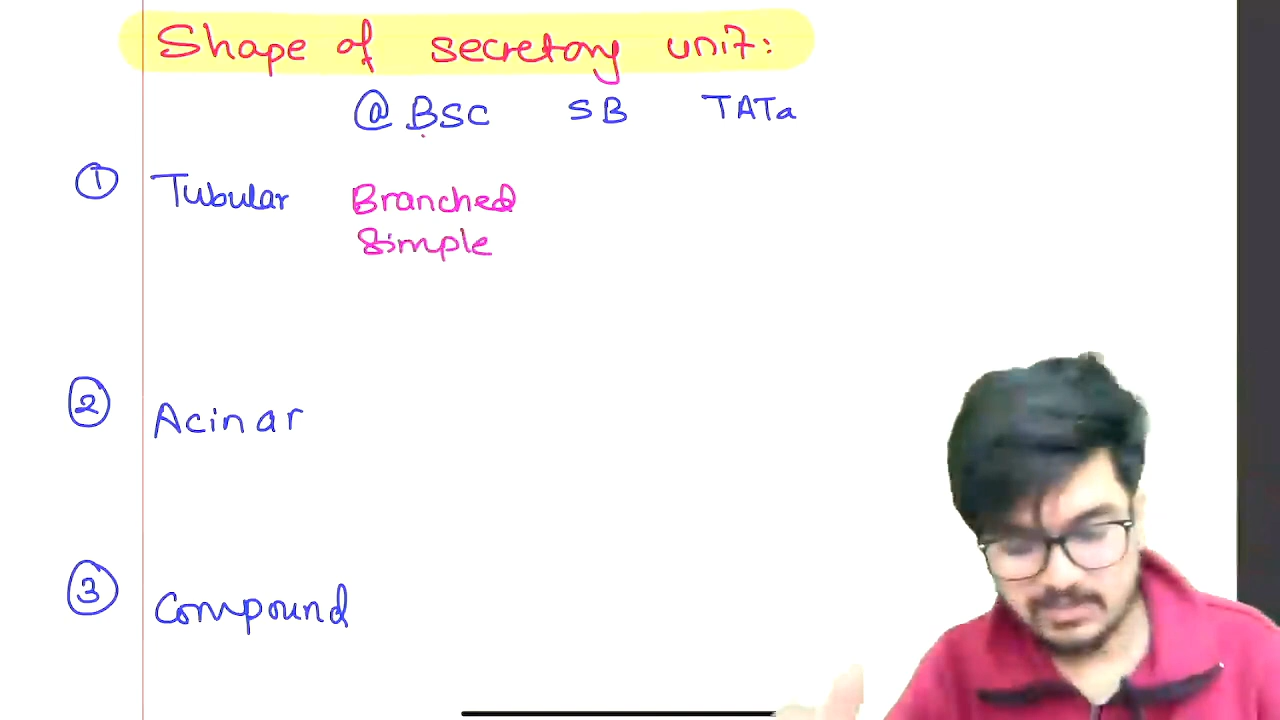 Shape of secretory unit:
@ BSC SB TATa
① Tubular Branched
Simple
② Acinar
③ Compound